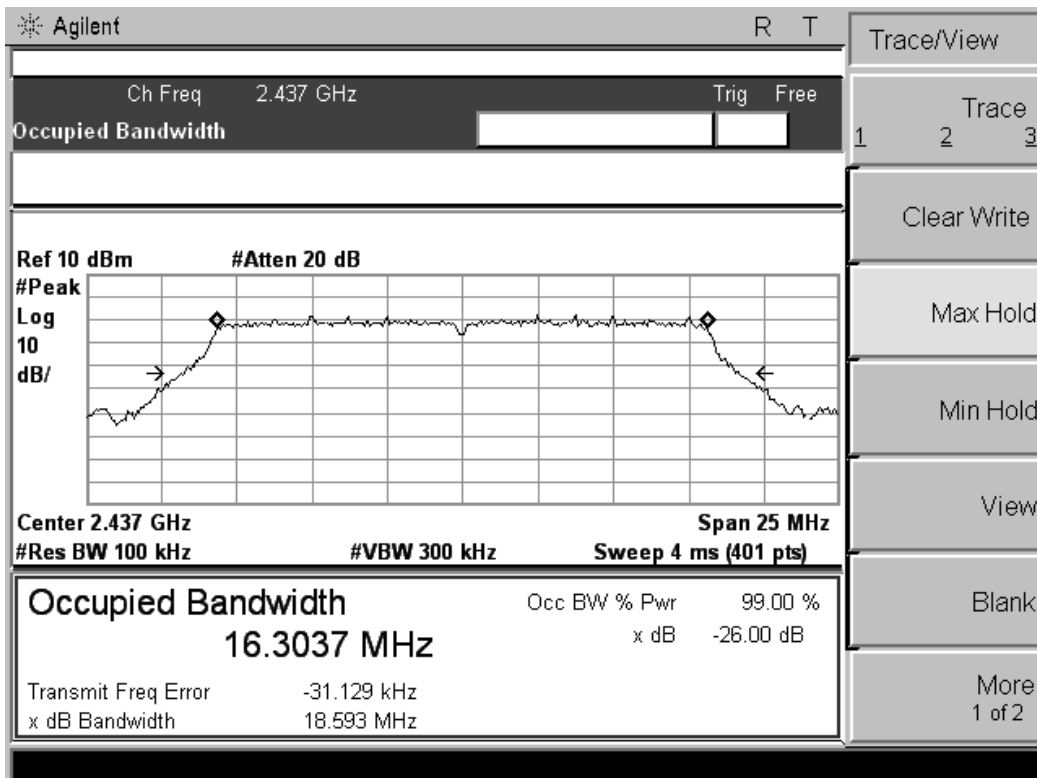 Agilent R T
Ch Freq 2.437 GHz Trig Free
Occupied Bandwidth
Ref 10 dBm #Atten 20 dB
#Peak
Log
10
dB/
Center 2.437 GHz Span 25 MHz
#Res BW 100 kHz #VBW 300 kHz Sweep 4 ms (401 pts)
Occupied Bandwidth Occ BW % Pwr 99.00 %
16.3037 MHz x dB -26.00 dB
Transmit Freq Error -31.129 kHz
x dB Bandwidth 18.593 MHz
Trace/View
Trace
1 2 3
Clear Write
Max Hold
Min Hold
View
Blank
More
1 of 2